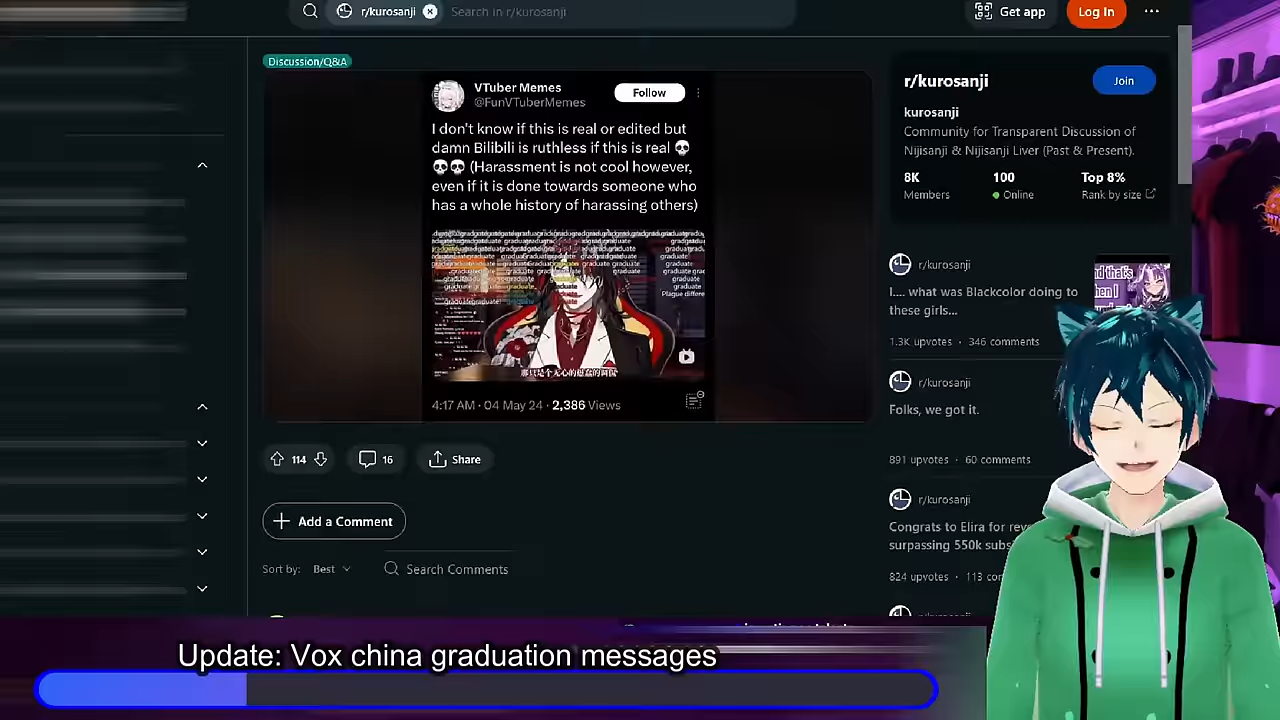 r/kurosanji
Search in r/kurosanji
Get app
Log In
Discussion/Q&A
VTuber Memes
@FunVTuberMemes
Follow
I don't know if this is real or edited but
damn Bilibili is ruthless if this is real 💀
💀💀 (Harassment is not cool however,
even if it is done towards someone who
has a whole history of harassing others)
graduate
Plague differe
4:17 AM · 04 May 24 · 2,386 Views
114
16
Share
Add a Comment
Sort by: Best
Search Comments
r/kurosanji
Join
kurosanji
Community for Transparent Discussion of
Nijisanji & Nijisanji Liver (Past & Present).
8K
100
Top 8%
Members
Online
Rank by size
r/kurosanji
I.... what was Blackcolor doing to
these girls...
1.3K upvotes · 346 comments
r/kurosanji
Folks, we got it.
891 upvotes · 60 comments
r/kurosanji
Congrats to Elira for
surpassing 550k subs
824 upvotes · 113
Update: Vox china graduation messages